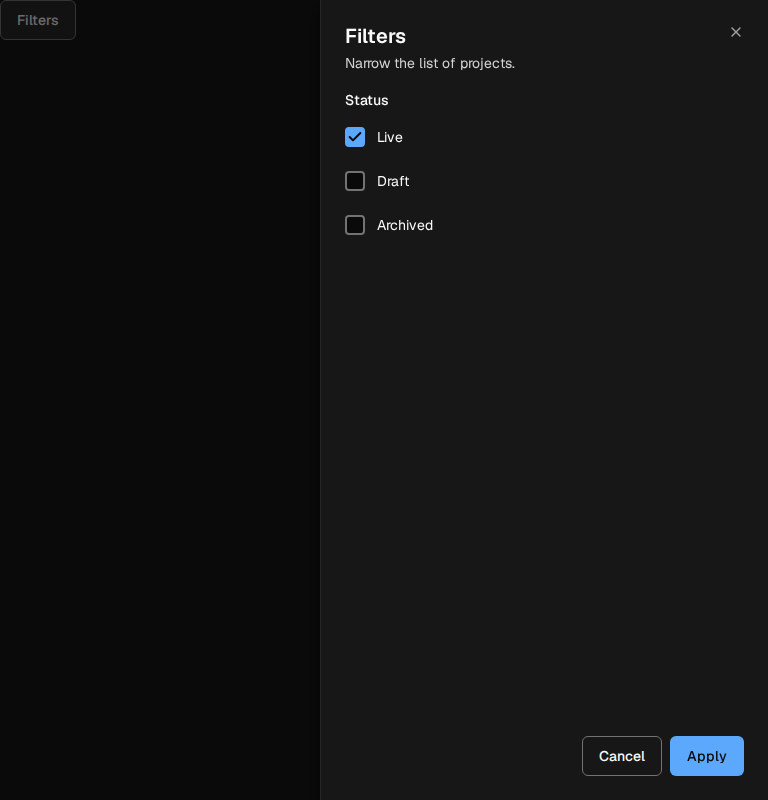 Filters
Filters
Narrow the list of projects.
Status
Live
Draft
Archived
Cancel
Apply